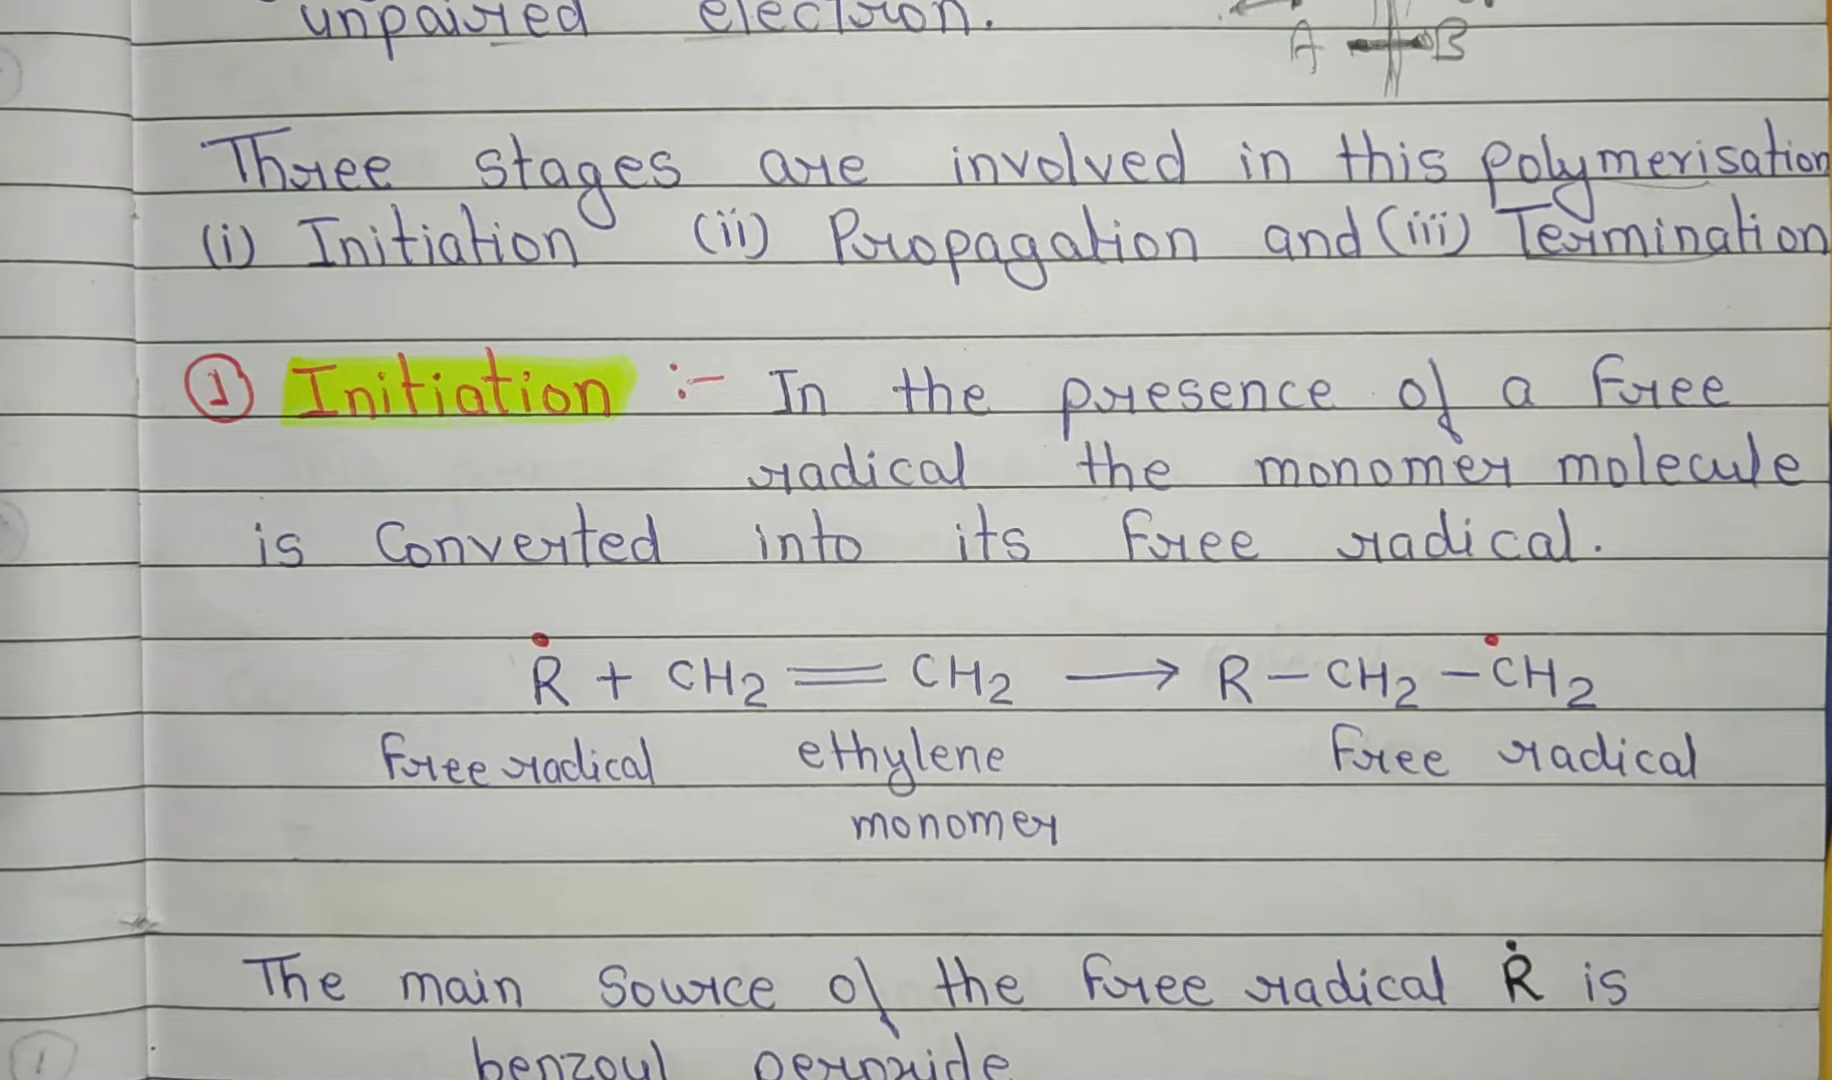 unpaired electron.
A B
Three stages are involved in this polymerisation
(i) Initiation (ii) Propagation and (iii) Termination
① Initiation :- In the presence of a free
radical the monomer molecule
is Converted into its free radical.
Ṙ + CH₂ = CH₂ → R – CH₂ – ĊH₂
free radical ethylene free radical
monomer
The main Source of the free radical Ṙ is
benzoyl peroxide